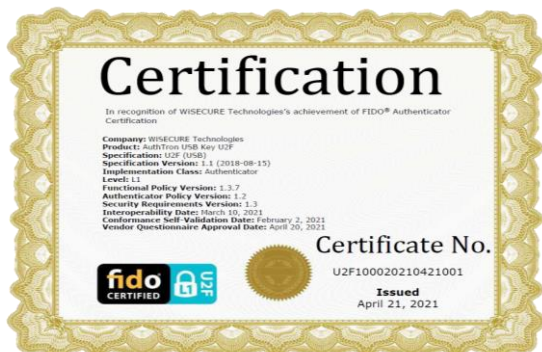 Certification
In recognition of WISECURE Technologies's achievement of FIDO® Authenticator
Certification
Company: WISECURE Technologies
Product: AuthTron USB Key U2F
Specification: U2F (USB)
Specification Version: 1.1 (2018-08-15)
Implementation Class: Authenticator
Level: L1
Functional Policy Version: 1.3.7
Authenticator Policy Version: 1.2
Security Requirements Version: 1.3
Interoperability Date: March 10, 2021
Conformance Self-Validation Date: February 2, 2021
Vendor Questionnaire Approval Date: April 20, 2021
Certificate No.
U2F100020210421001
Issued
April 21, 2021
fido
CERTIFIED
L1
U2F